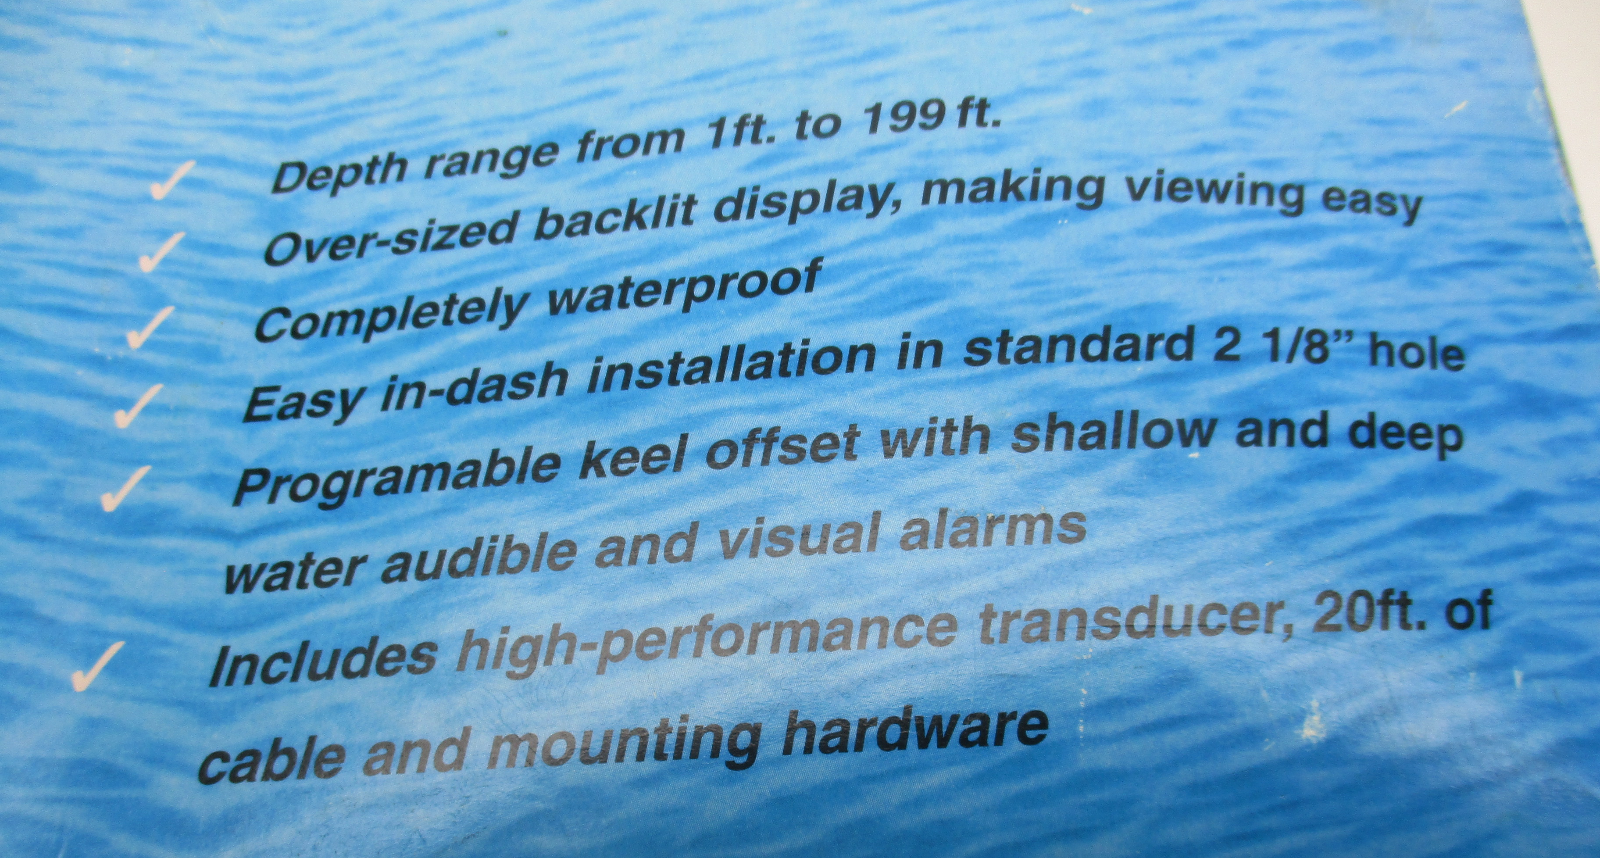 ✓ Depth range from 1ft. to 199 ft.
✓ Over-sized backlit display, making viewing easy
✓ Completely waterproof
✓ Easy in-dash installation in standard 2 1/8” hole
✓ Programable keel offset with shallow and deep
water audible and visual alarms
✓ Includes high-performance transducer, 20ft. of
cable and mounting hardware